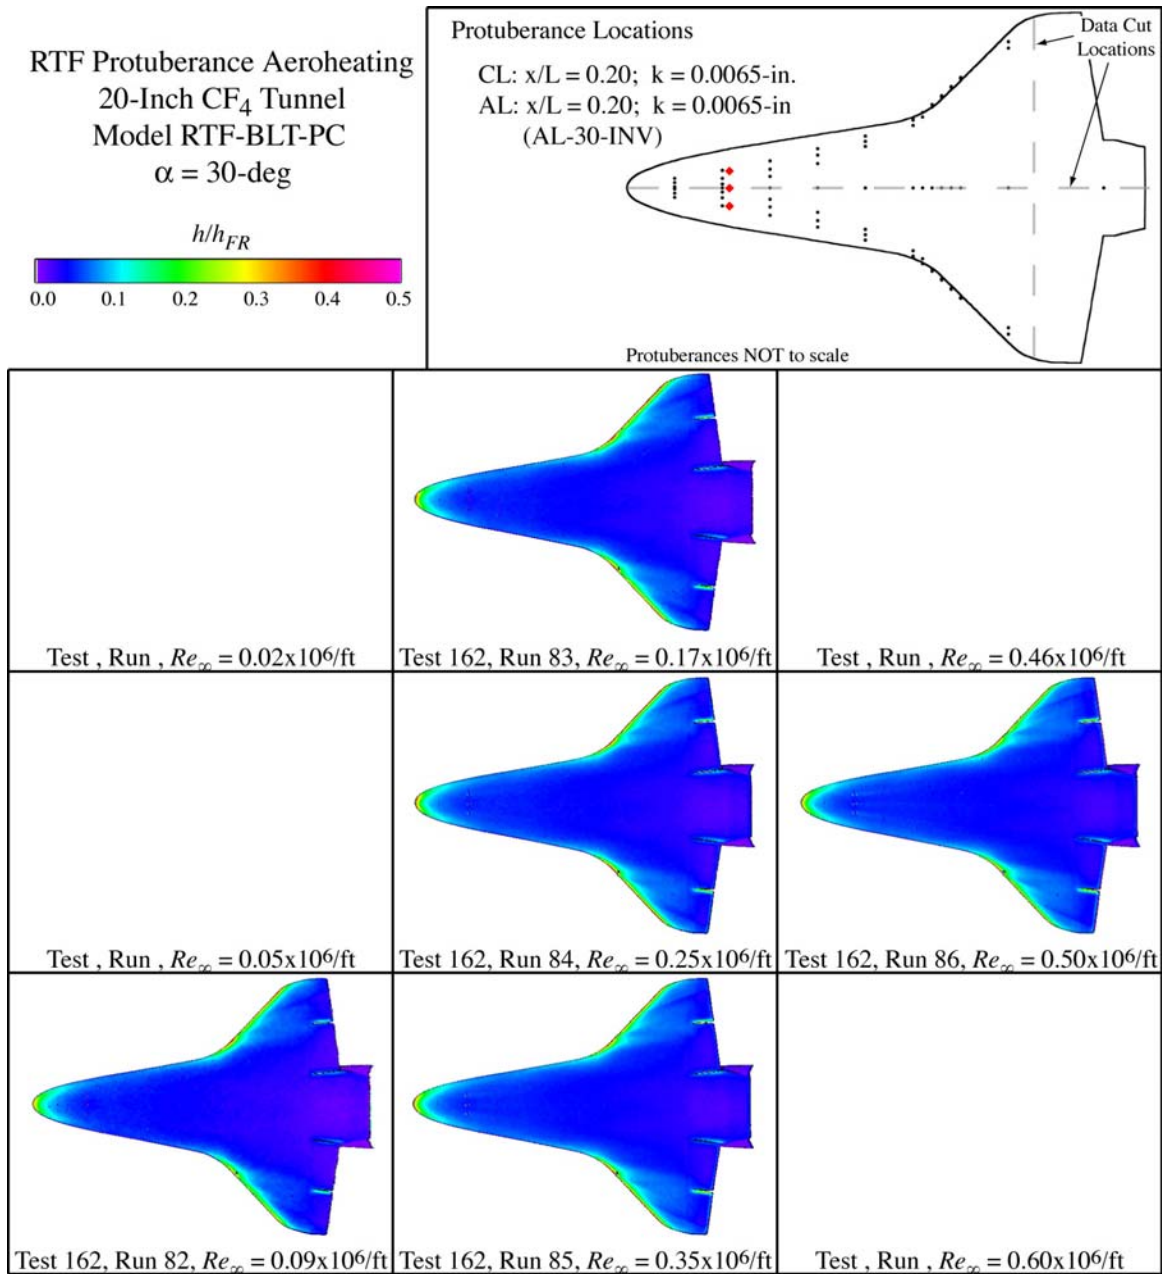 RTF Protuberance Aeroheating
20-Inch CF₄ Tunnel
Model RTF-BLT-PC
α = 30-deg
h/h_FR
0.0 0.1 0.2 0.3 0.4 0.5
Protuberance Locations
CL: x/L = 0.20; k = 0.0065-in.
AL: x/L = 0.20; k = 0.0065-in
(AL-30-INV)
Data Cut
Locations
Protuberances NOT to scale
Test , Run , Re∞ = 0.02x10⁶/ft
Test 162, Run 83, Re∞ = 0.17x10⁶/ft
Test , Run , Re∞ = 0.46x10⁶/ft
Test , Run , Re∞ = 0.05x10⁶/ft
Test 162, Run 84, Re∞ = 0.25x10⁶/ft
Test 162, Run 86, Re∞ = 0.50x10⁶/ft
Test 162, Run 82, Re∞ = 0.09x10⁶/ft
Test 162, Run 85, Re∞ = 0.35x10⁶/ft
Test , Run , Re∞ = 0.60x10⁶/ft